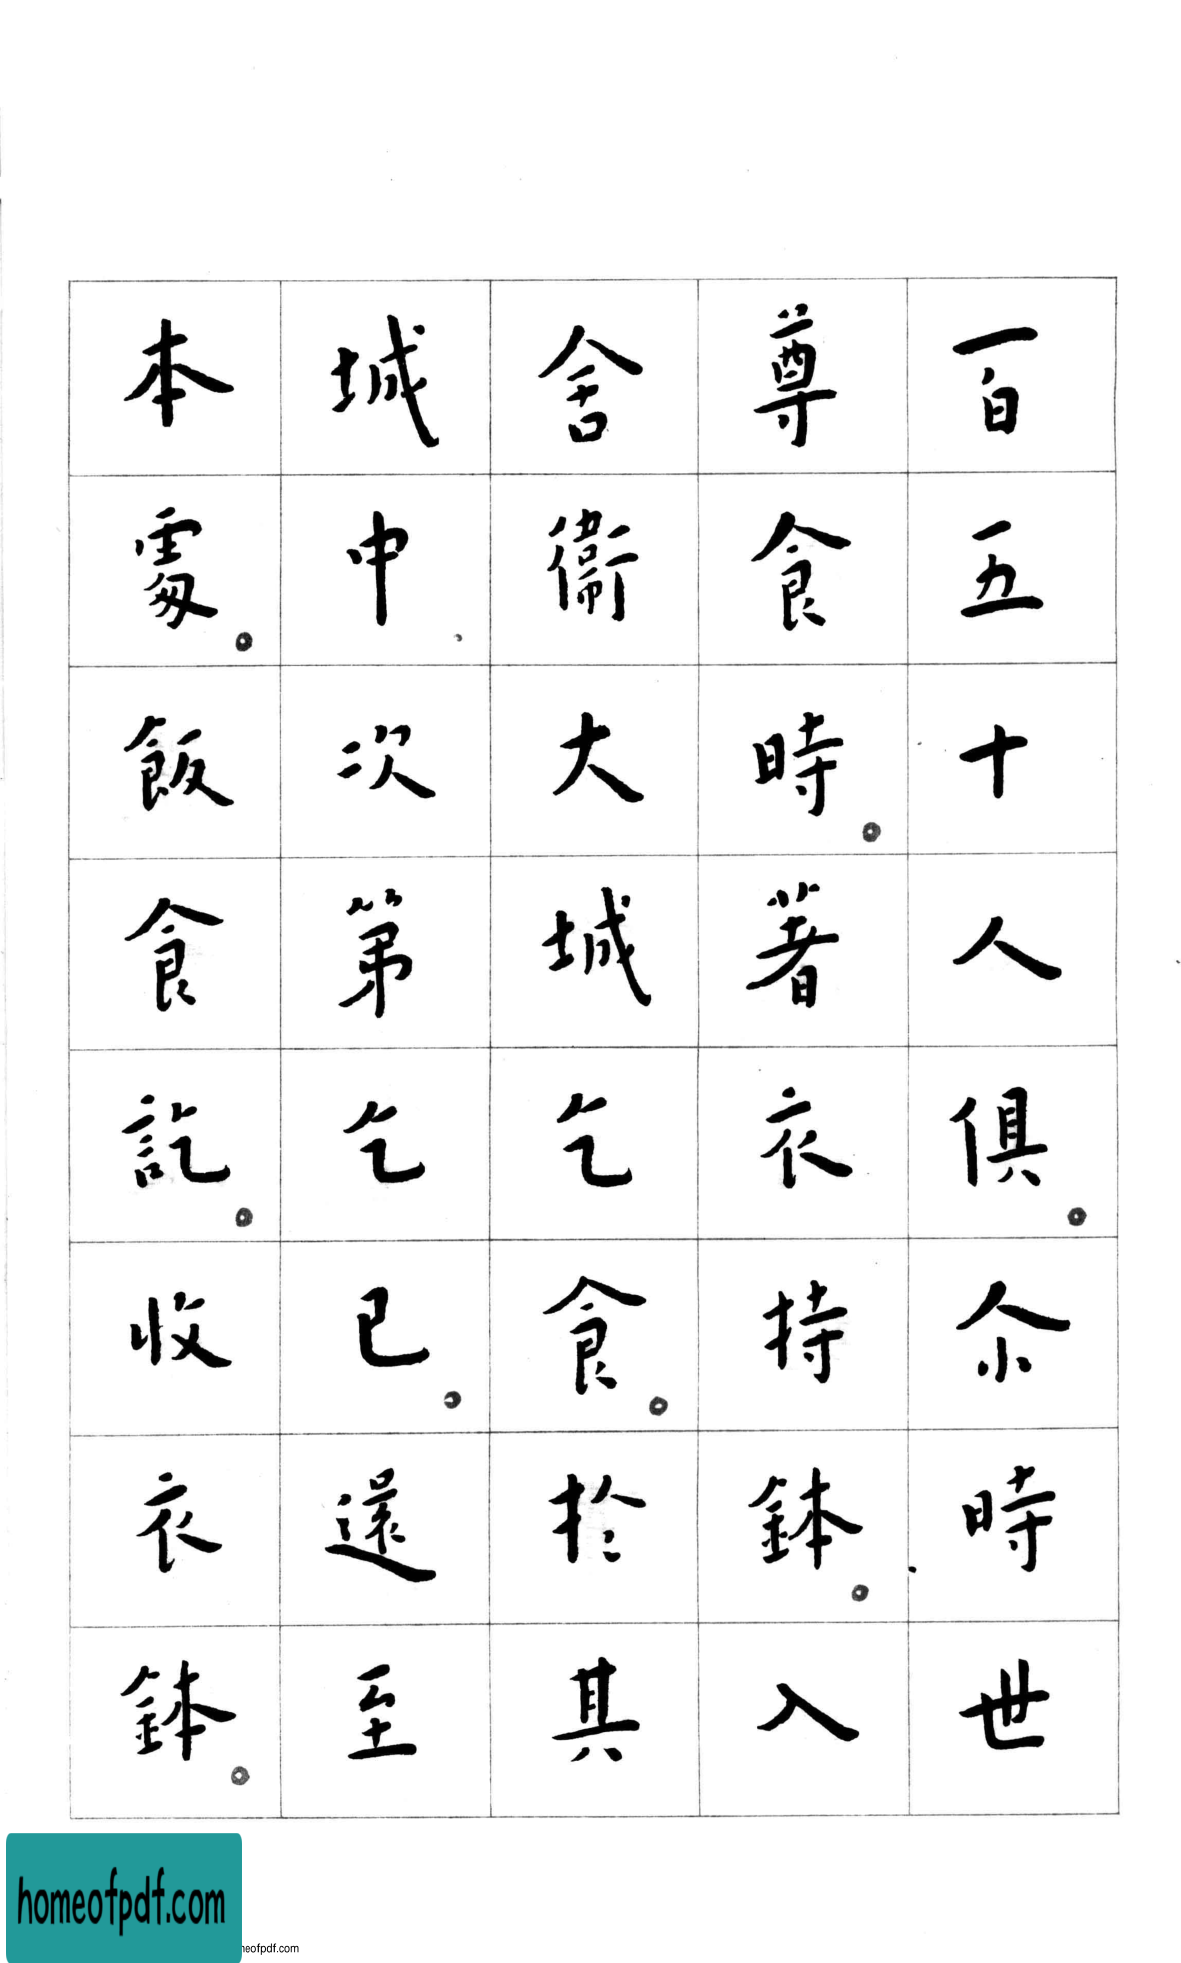 百五十人俱。尒時世
尊食時。著衣持鉢。入
舍衞大城乞食。於其
城中次第乞已。還至
本處。飯食訖。收衣鉢。
homeofpdf.com
neofpdf.com